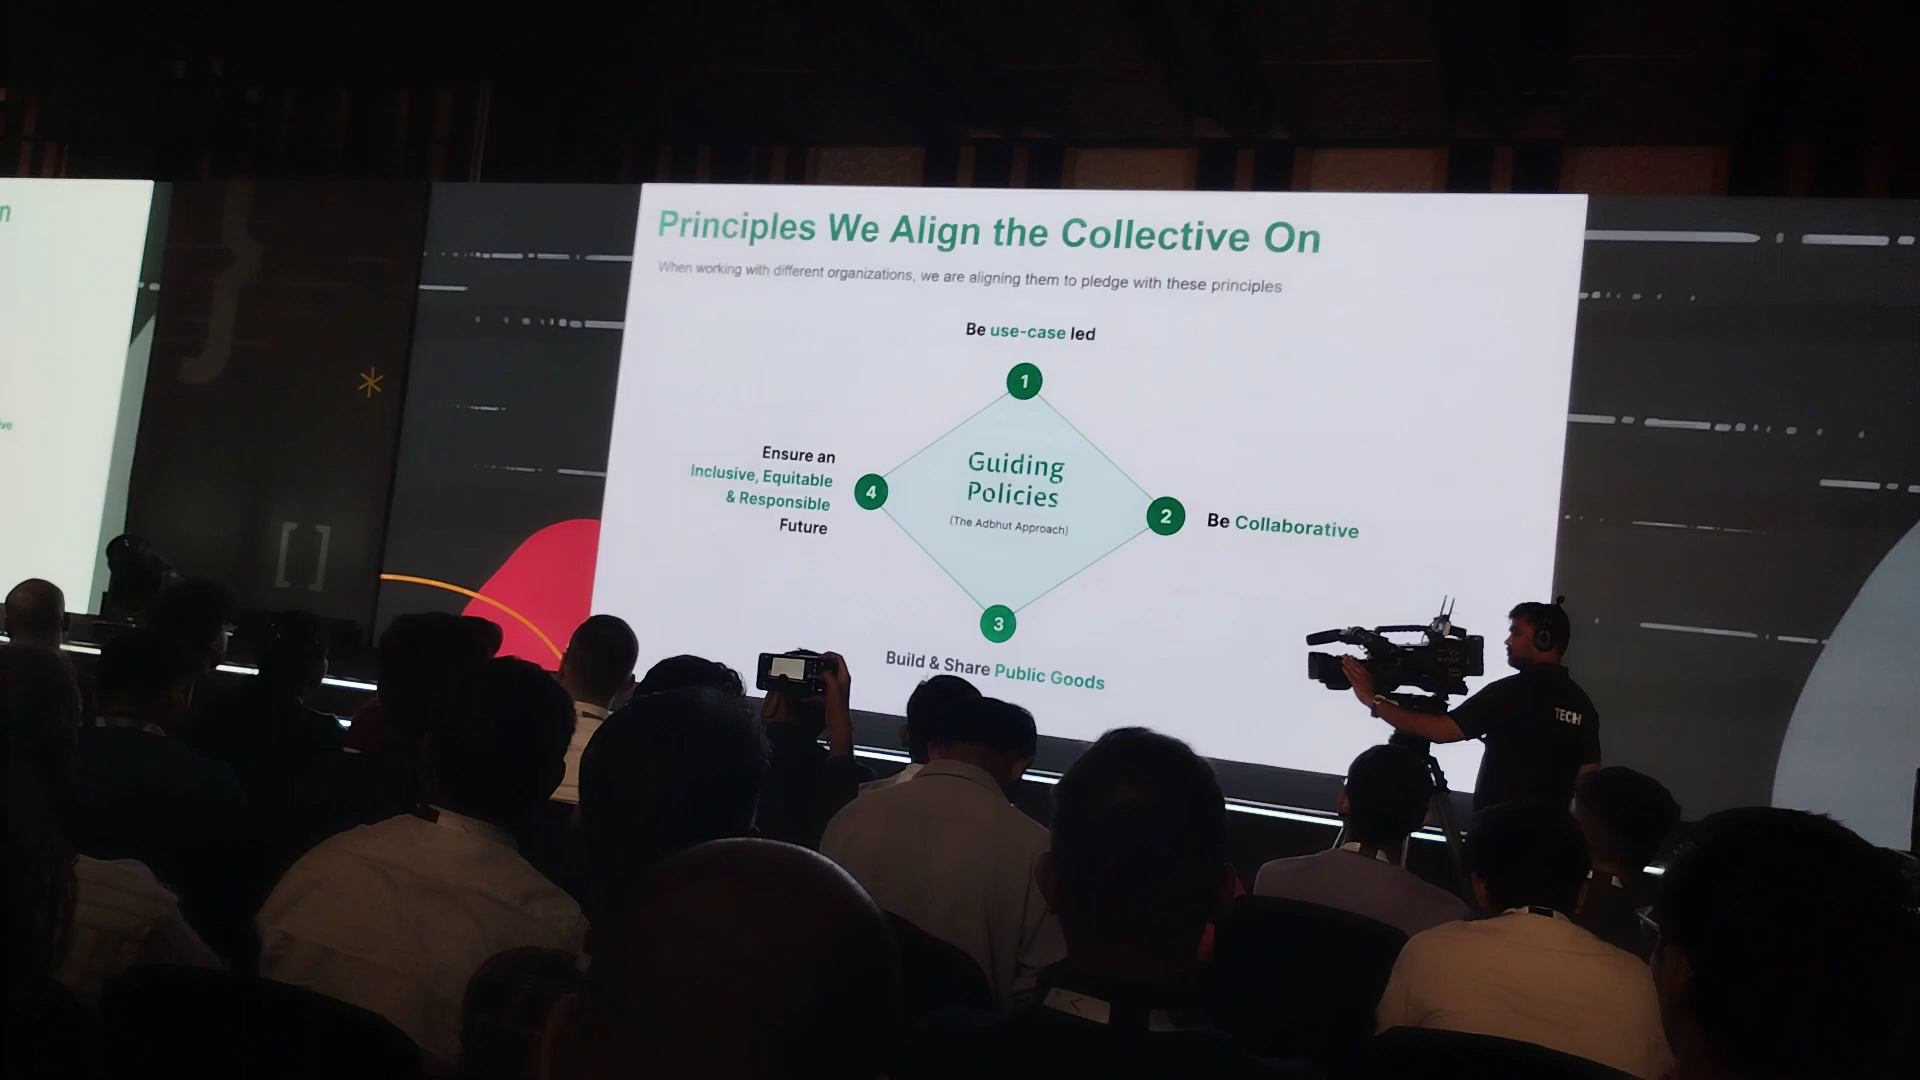 Principles We Align the Collective On
When working with different organizations, we are aligning them to pledge with these principles
Be use-case led
1
Ensure an
Inclusive, Equitable
& Responsible
Future
4
Guiding
Policies
(The Adbhut Approach)
2
Be Collaborative
3
Build & Share Public Goods
TECH
n
ve